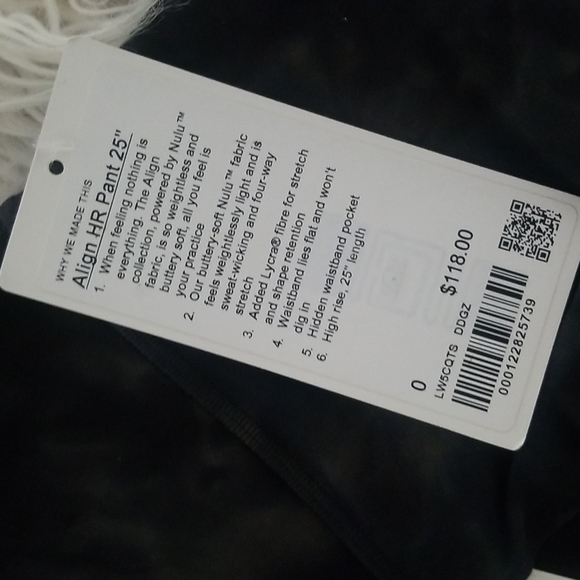 WHY WE MADE THIS
Align HR Pant 25"
1. When feeling nothing is
everything. The Align
collection, powered by Nulu™
fabric, is so weightless and
buttery soft, all you feel is
your practice
2. Our buttery-soft Nulu™ fabric
feels weightlessly light and is
sweat-wicking and four-way
stretch
3. Added Lycra® fibre for stretch
and shape retention
4. Waistband lies flat and won't
dig in
5. Hidden waistband pocket
6. High rise, 25" length
0
$118.00
LW5CQTS DDGZ
000122825739